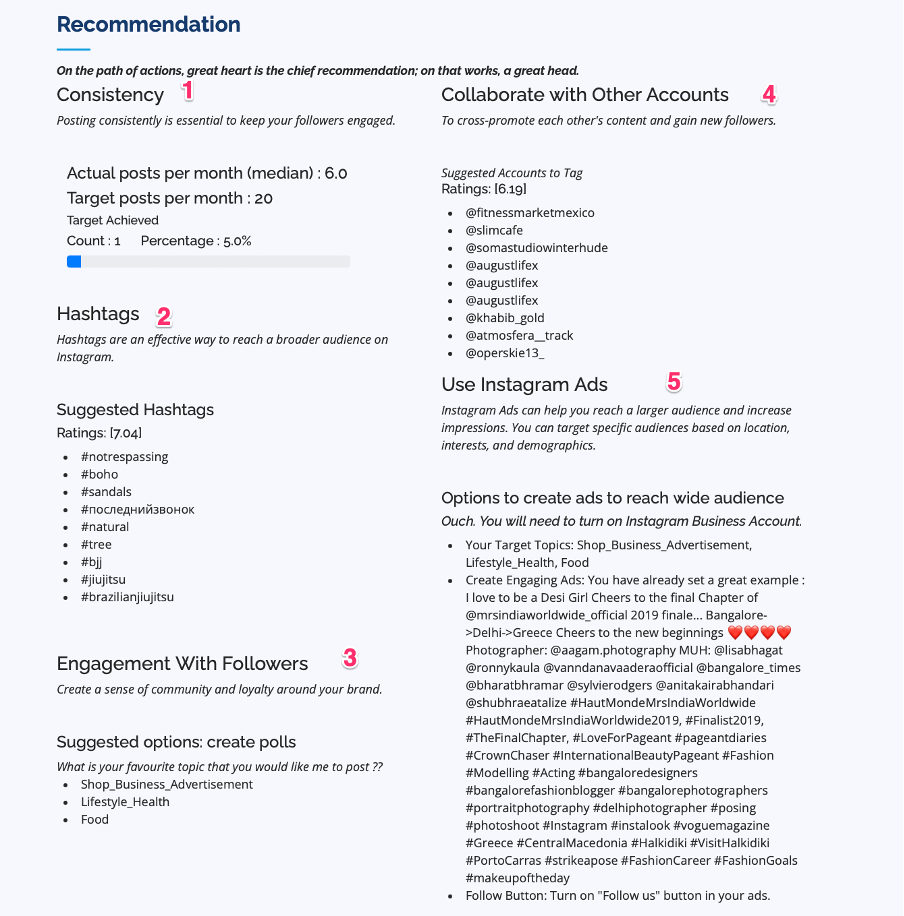 Recommendation
On the path of actions, great heart is the chief recommendation; on that works, a great head.
Consistency 1
Posting consistently is essential to keep your followers engaged.
Actual posts per month (median) : 6.0
Target posts per month : 20
Target Achieved
Count : 1 Percentage : 5.0%
Hashtags 2
Hashtags are an effective way to reach a broader audience on
Instagram.
Suggested Hashtags
Ratings: [7.04]
#notrespassing
#boho
#sandals
#последнийзвонок
#natural
#tree
#bjj
#jiujitsu
#brazilianjiujitsu
Engagement With Followers 3
Create a sense of community and loyalty around your brand.
Suggested options: create polls
What is your favourite topic that you would like me to post ??
Shop_Business_Advertisement
Lifestyle_Health
Food
Collaborate with Other Accounts 4
To cross-promote each other's content and gain new followers.
Suggested Accounts to Tag
Ratings: [6.19]
@fitnessmarketmexico
@slimcafe
@somastudiowinterhude
@augustlifex
@augustlifex
@augustlifex
@khabib_gold
@atmosfera__track
@operskie13_
Use Instagram Ads 5
Instagram Ads can help you reach a larger audience and increase
impressions. You can target specific audiences based on location,
interests, and demographics.
Options to create ads to reach wide audience
Ouch. You will need to turn on Instagram Business Account.
Your Target Topics: Shop_Business_Advertisement,
Lifestyle_Health, Food
Create Engaging Ads: You have already set a great example :
I love to be a Desi Girl Cheers to the final Chapter of
@mrsindiaworldwide_official 2019 finale... Bangalore-
>Delhi->Greece Cheers to the new beginnings ❤️❤️❤️❤️
Photographer: @aagam.photography MUH: @lisabhagat
@ronnykaula @vanndanavaaderaofficial @bangalore_times
@bharatbhramar @sylvierodgers @anitakairabhandari
@shubhraeatalize #HautMondeMrsIndiaWorldwide
#HautMondeMrsIndiaWorldwide2019, #Finalist2019,
#TheFinalChapter, #LoveForPageant #pageantdiaries
#CrownChaser #InternationalBeautyPageant #Fashion
#Modelling #Acting #bangaloredesigners
#bangalorefashionblogger #bangalorephotographers
#portraitphotography #delhiphotographer #posing
#photoshoot #Instagram #instalook #voguemagazine
#Greece #CentralMacedonia #Halkidiki #VisitHalkidiki
#PortoCarras #strikeapose #FashionCareer #FashionGoals
#makeupoftheday
Follow Button: Turn on "Follow us" button in your ads.